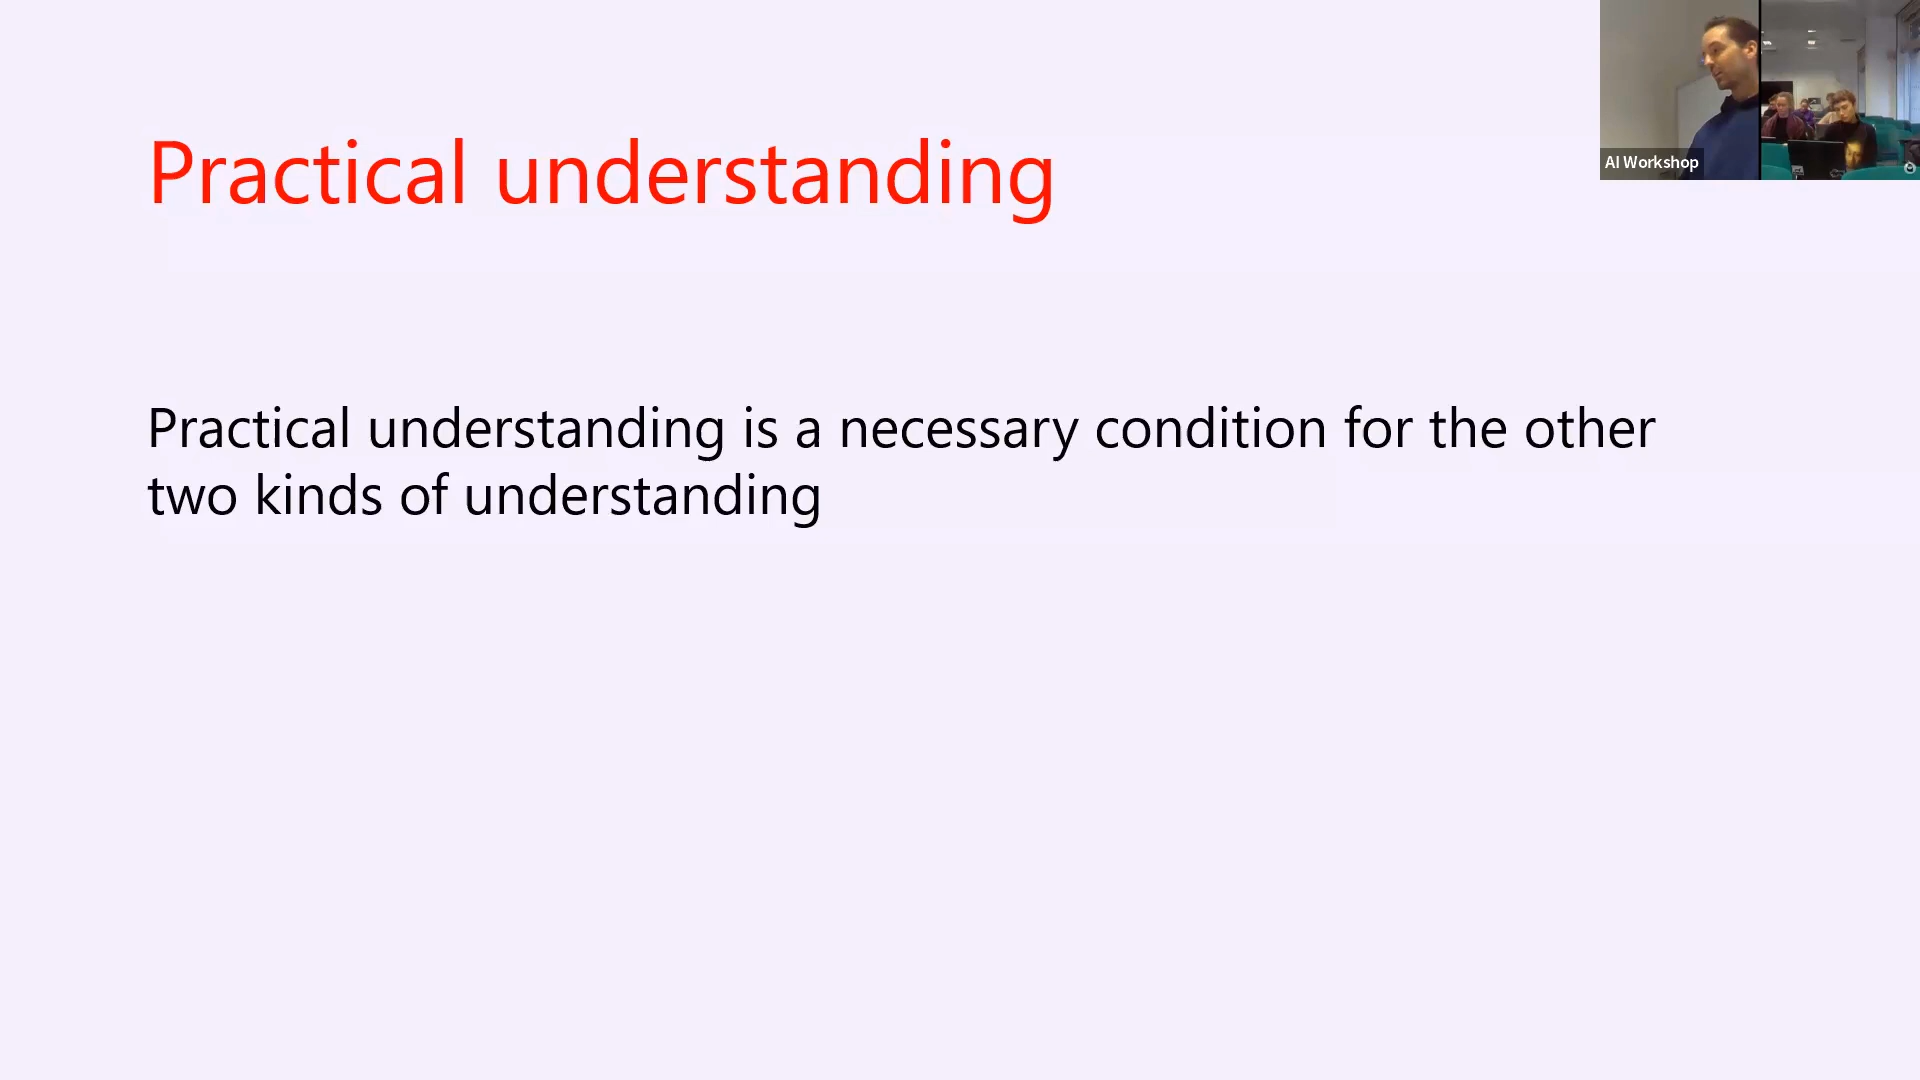 Practical understanding
AI Workshop
Practical understanding is a necessary condition for the other
two kinds of understanding